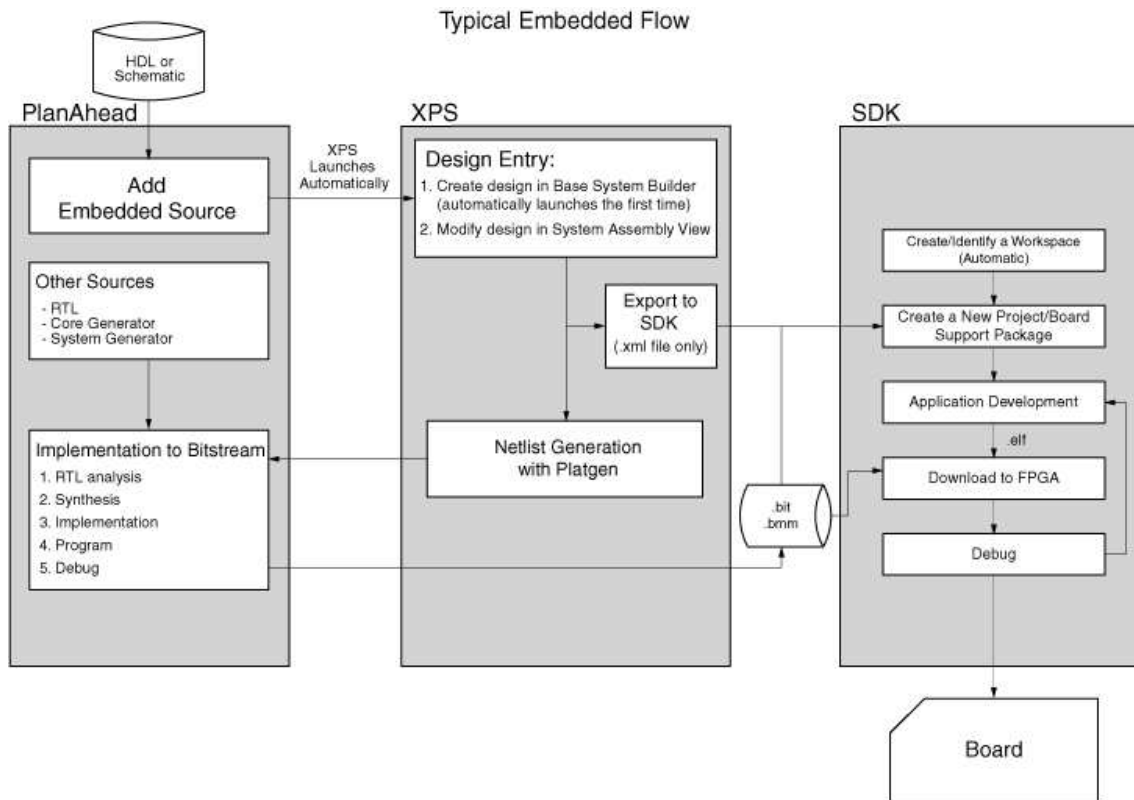 Typical Embedded Flow
HDL or
Schematic
PlanAhead
Add
Embedded Source
Other Sources
- RTL
- Core Generator
- System Generator
Implementation to Bitstream
1. RTL analysis
2. Synthesis
3. Implementation
4. Program
5. Debug
XPS
Launches
Automatically
XPS
Design Entry:
1. Create design in Base System Builder
(automatically launches the first time)
2. Modify design in System Assembly View
Export to
SDK
(.xml file only)
Netlist Generation
with Platgen
.bit
.bmm
SDK
Create/Identify a Workspace
(Automatic)
Create a New Project/Board
Support Package
Application Development
.elf
Download to FPGA
Debug
Board